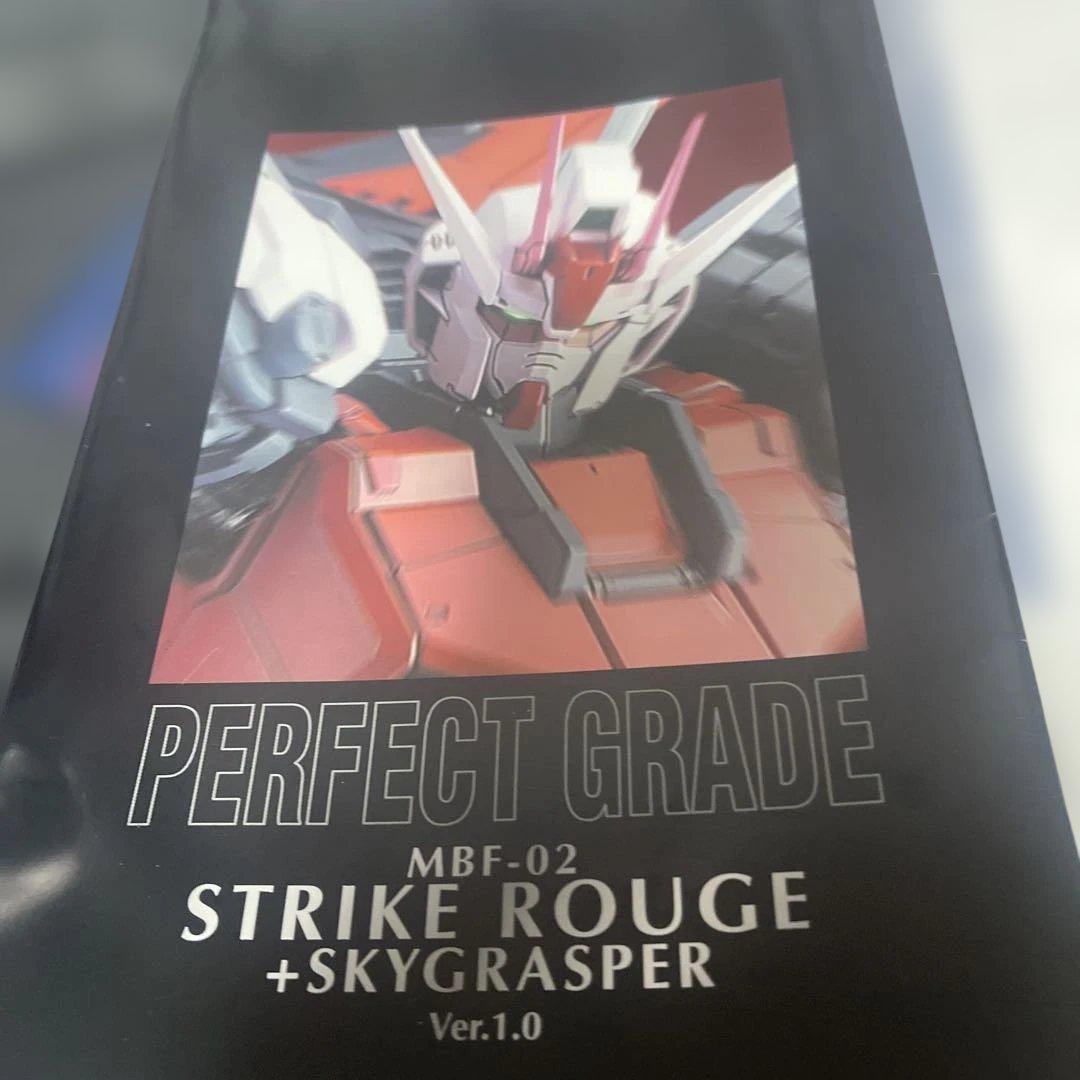 PERFECT GRADE
MBF-02
STRIKE ROUGE
+SKYGRASPER
Ver.1.0